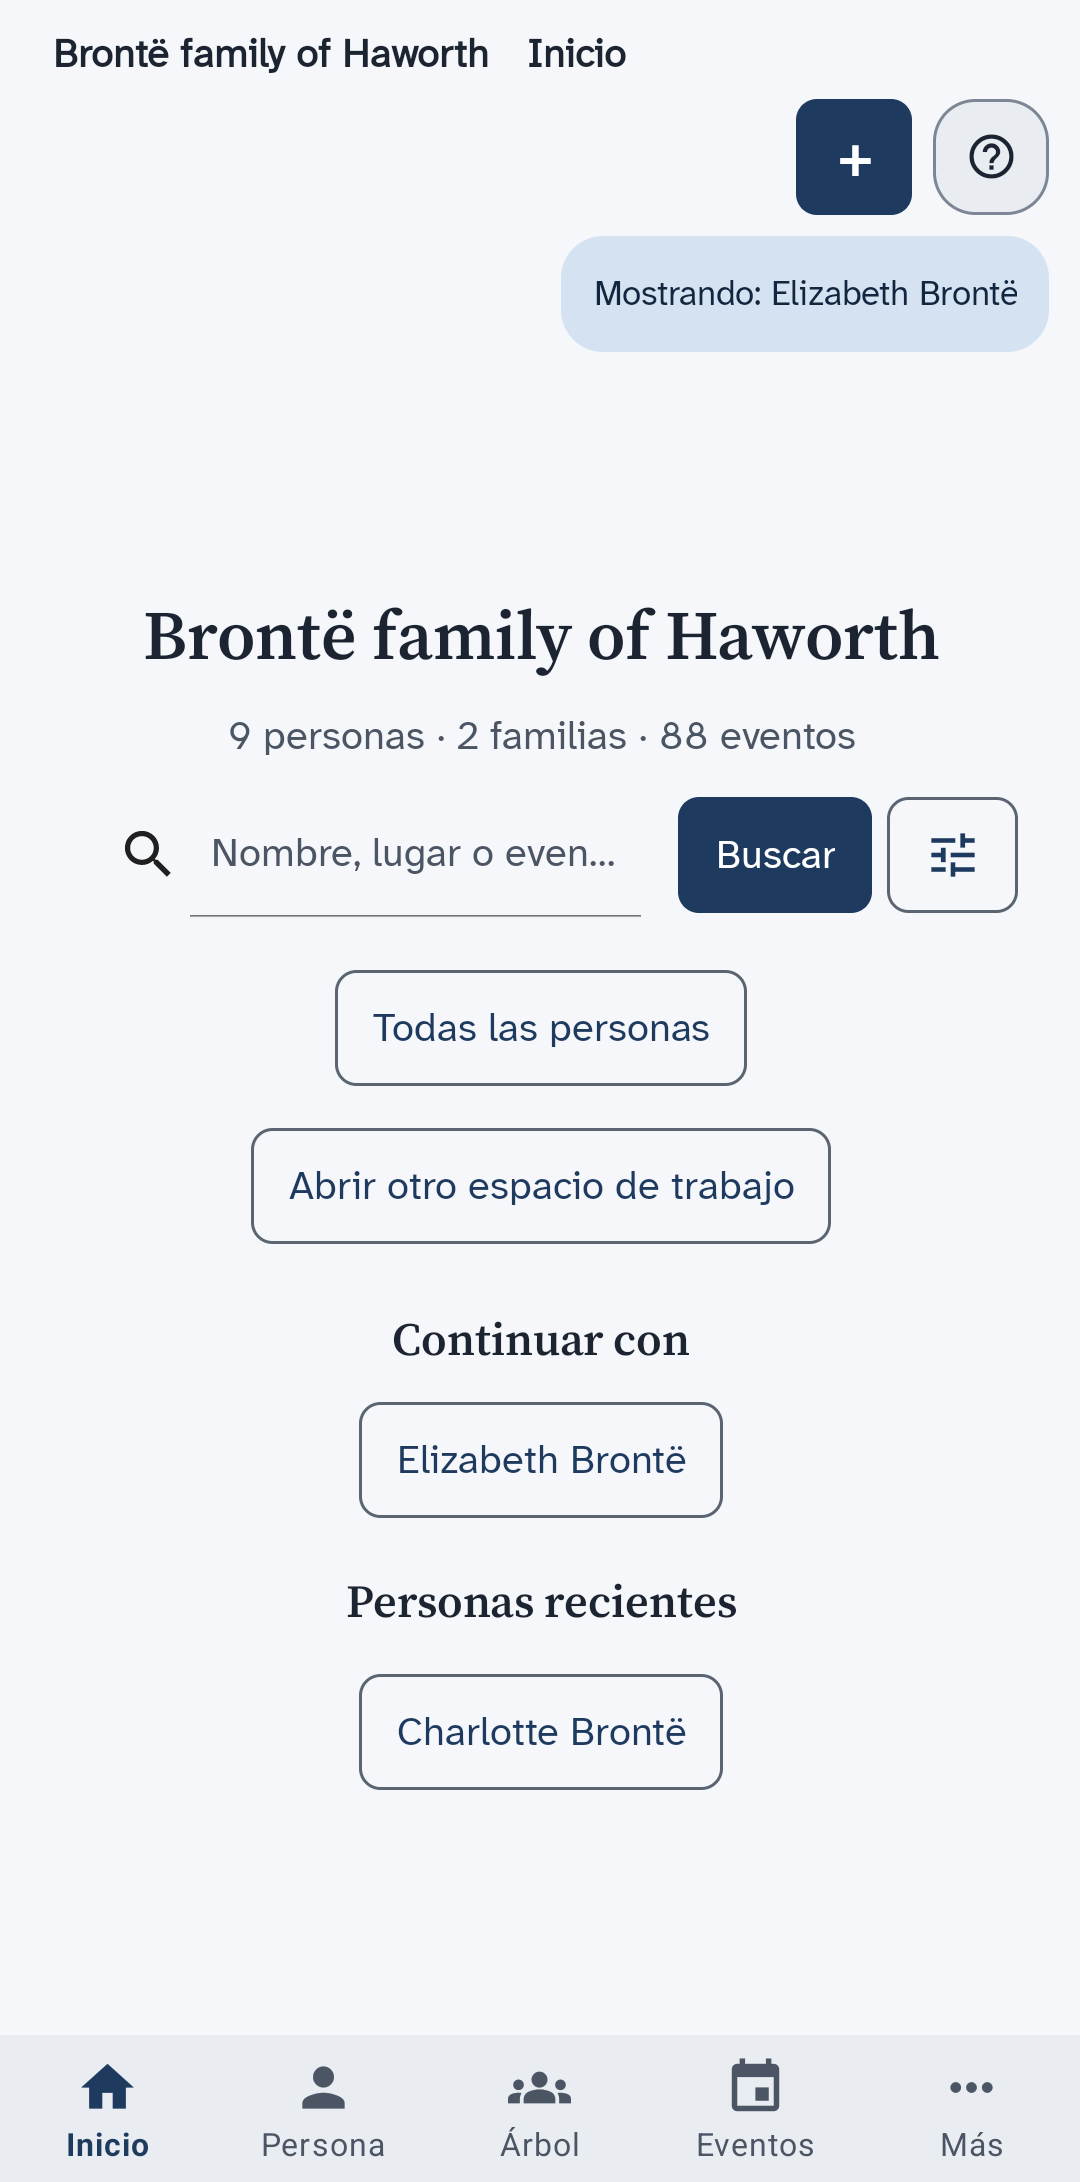 Brontë family of Haworth Inicio
+
Mostrando: Elizabeth Brontë
Brontë family of Haworth
9 personas · 2 familias · 88 eventos
Nombre, lugar o even... Buscar
Todas las personas
Abrir otro espacio de trabajo
Continuar con
Elizabeth Brontë
Personas recientes
Charlotte Brontë
Inicio Persona Árbol Eventos Más